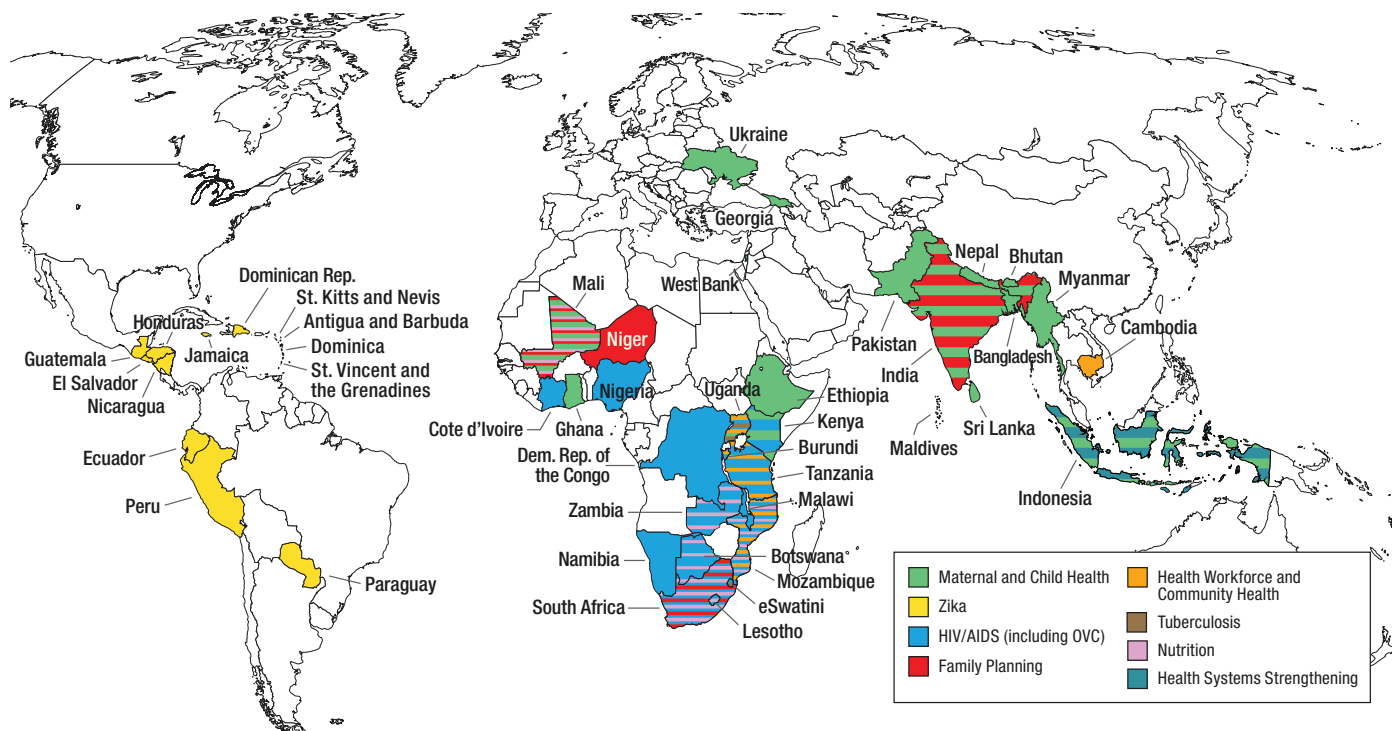 Ukraine
Georgia
Dominican Rep.
St. Kitts and Nevis
Antigua and Barbuda
Dominica
St. Vincent and
the Grenadines
Honduras
Jamaica
Guatemala
El Salvador
Nicaragua
Ecuador
Peru
Paraguay
Mali
Niger
Nigeria
West Bank
Cote d'Ivoire
Ghana
Uganda
Ethiopia
Kenya
Burundi
Tanzania
Dem. Rep. of
the Congo
Malawi
Zambia
Namibia
Botswana
Mozambique
South Africa
eSwatini
Lesotho
Nepal
Bhutan
Myanmar
Cambodia
Pakistan
India
Bangladesh
Maldives
Sri Lanka
Indonesia
Maternal and Child Health
Zika
HIV/AIDS (including OVC)
Family Planning
Health Workforce and
Community Health
Tuberculosis
Nutrition
Health Systems Strengthening